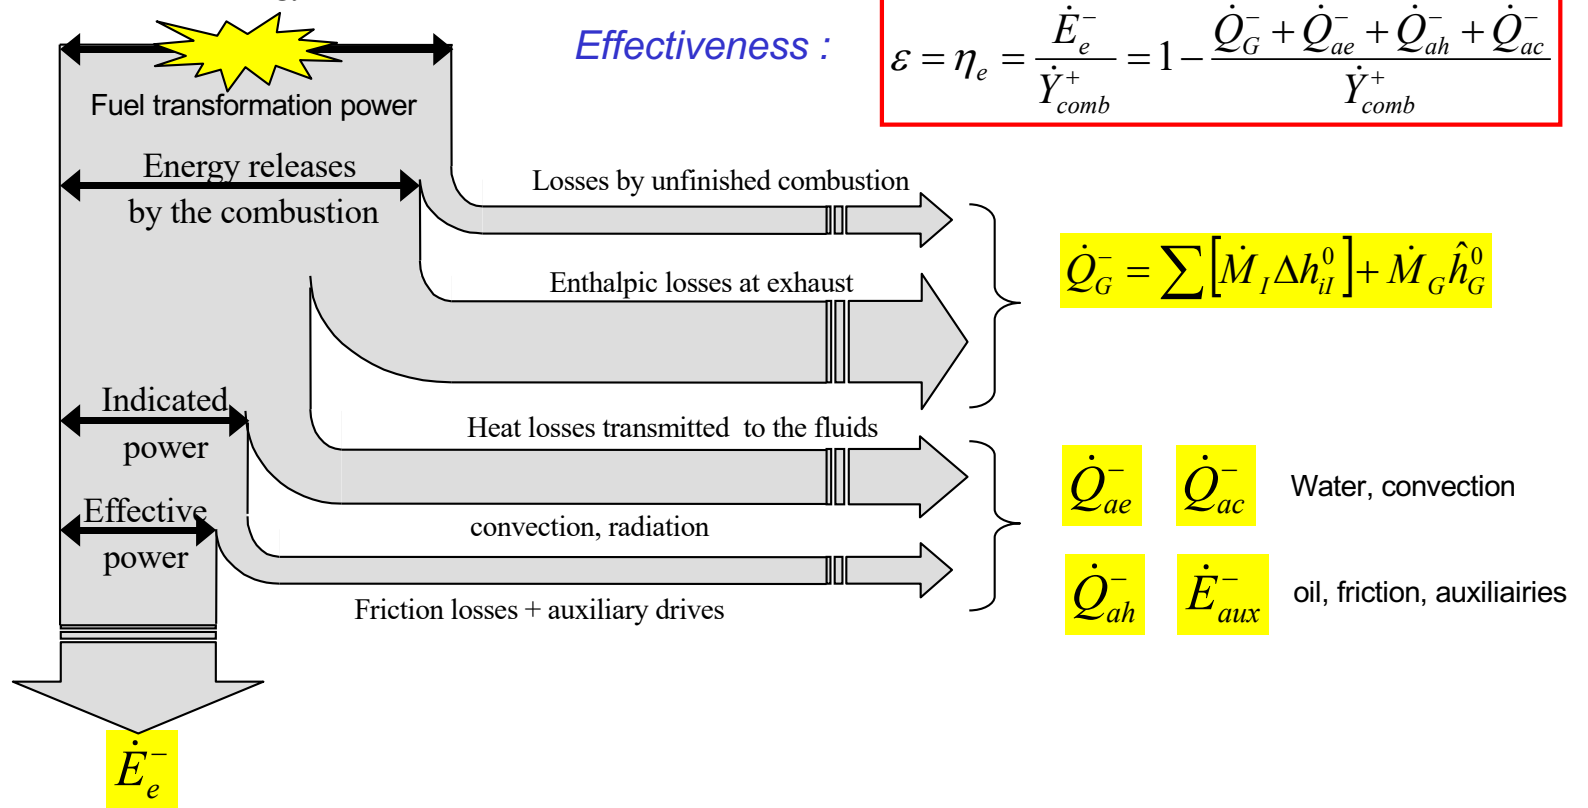 Effectiveness :
ε = η_e = Ė_e^- / Ẏ_comb^+ = 1 − (Q̇_G^- + Q̇_ae^- + Q̇_ah^- + Q̇_ac^-) / Ẏ_comb^+
Fuel transformation power
Energy releases
by the combustion
Losses by unfinished combustion
Enthalpic losses at exhaust
Q̇_G^- = ∑[Ṁ_I Δh_iI^0] + Ṁ_G ĥ_G^0
Indicated
power
Heat losses transmitted to the fluids
convection, radiation
Q̇_ae^- Q̇_ac^- Water, convection
Effective
power
Friction losses + auxiliary drives
Q̇_ah^- Ė_aux^- oil, friction, auxiliairies
Ė_e^-